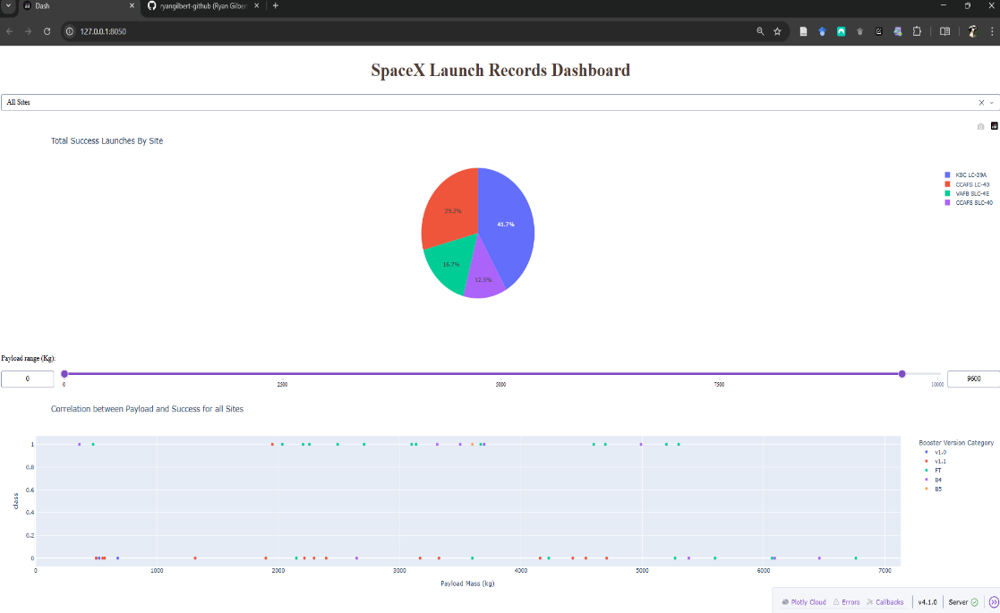 Dash
ryangilbert-github (Ryan Gilber
127.0.0.1:8050
SpaceX Launch Records Dashboard
All Sites
Total Success Launches By Site
KSC LC-39A
CCAFS LC-40
VAFB SLC-4E
CCAFS SLC-40
29.2%
41.7%
16.7%
12.5%
Payload range (Kg):
0
0
2500
5000
7500
10000
9600
Correlation between Payload and Success for all Sites
Booster Version Category
v1.0
v1.1
FT
B4
B5
class
1
0.8
0.6
0.4
0.2
0
0
1000
2000
3000
4000
5000
6000
7000
Payload Mass (kg)
Plotly Cloud
Errors
Callbacks
v4.1.0
Server